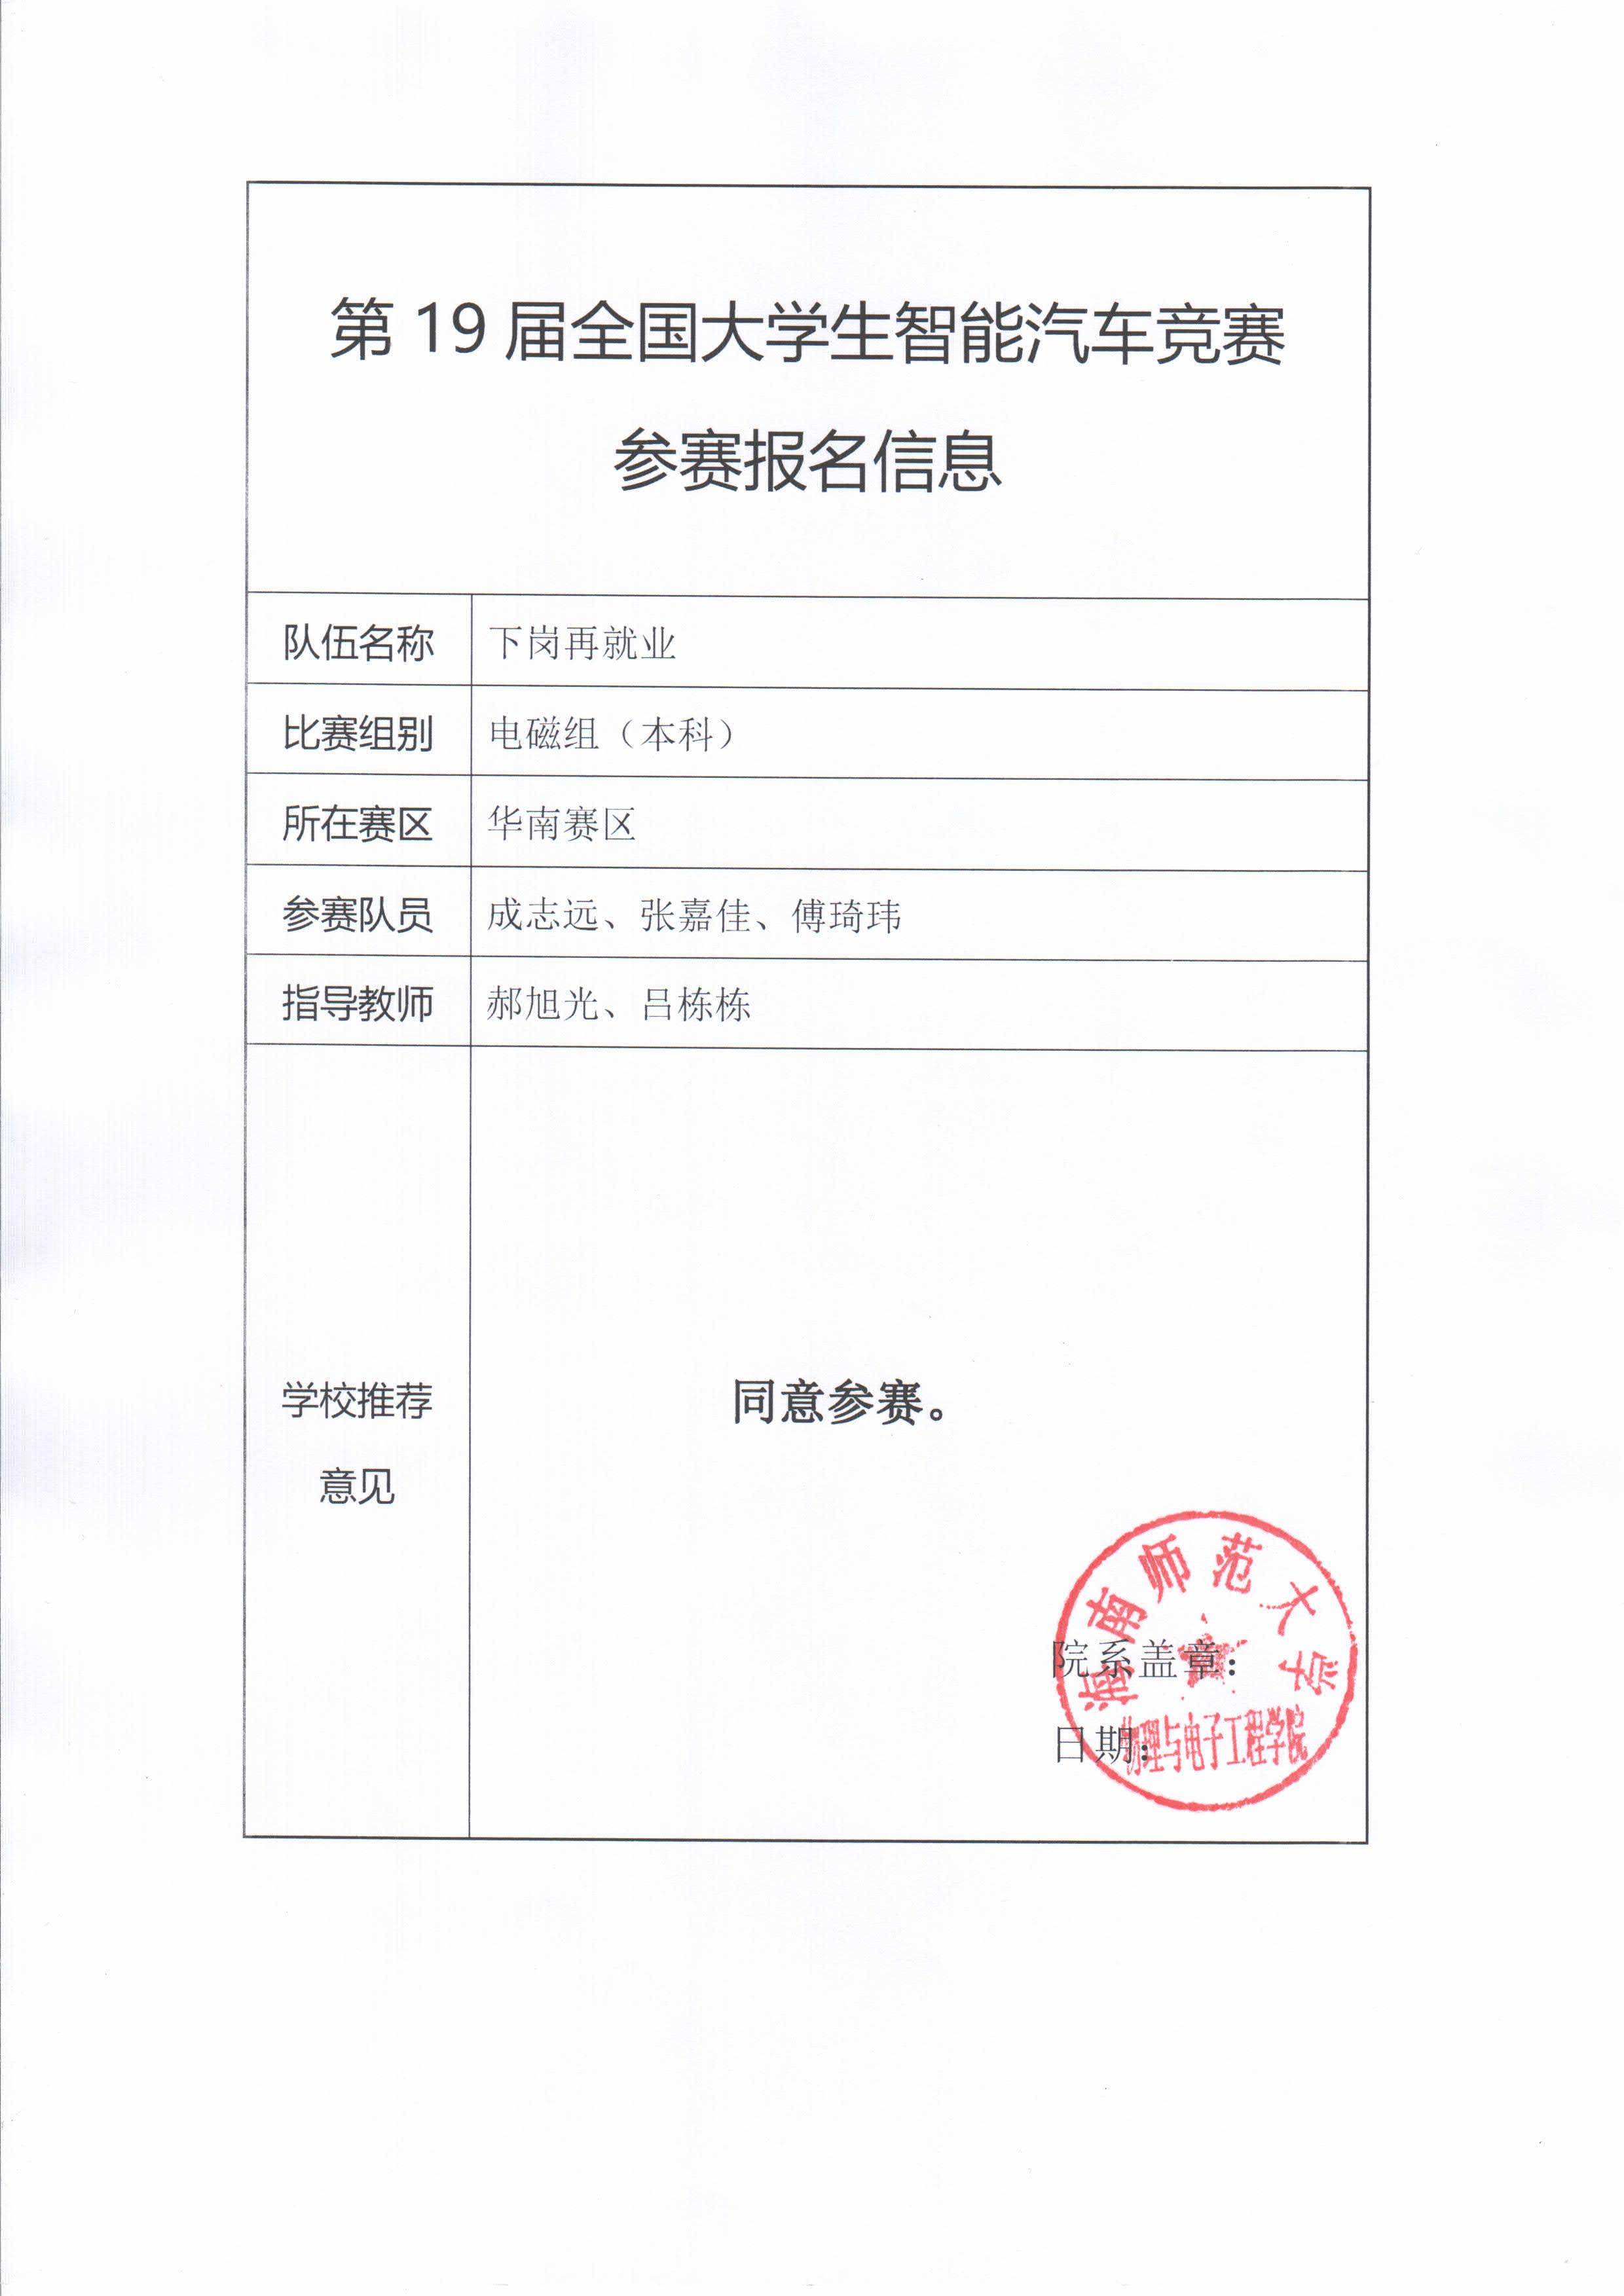 第 19 届全国大学生智能汽车竞赛
参赛报名信息
队伍名称 下岗再就业
比赛组别 电磁组（本科）
所在赛区 华南赛区
参赛队员 成志远、张嘉佳、傅琦玮
指导教师 郝旭光、吕栋栋
学校推荐
意见
同意参赛。
海南师范大学
院系盖章：
日期：
物理与电子工程学院